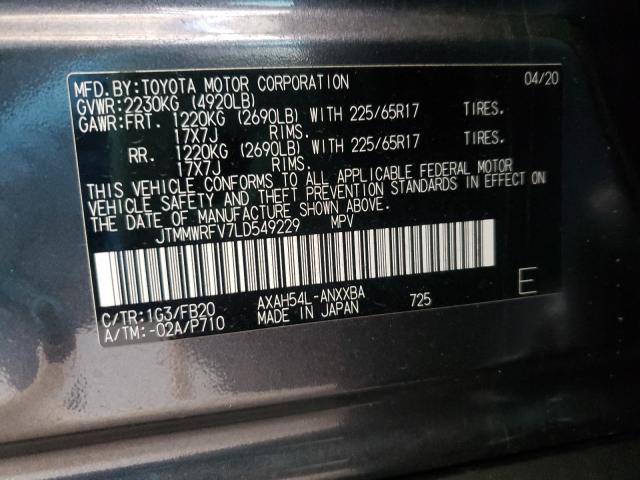 MFD.BY:TOYOTA MOTOR CORPORATION 04/20
GVWR:2230KG (4920LB)
GAWR:FRT. 1220KG (2690LB) WITH 225/65R17 TIRES.
17X7J RIMS.
RR. 1220KG (2690LB) WITH 225/65R17 TIRES.
17X7J RIMS.
THIS VEHICLE CONFORMS TO ALL APPLICABLE FEDERAL MOTOR
VEHICLE SAFETY AND THEFT PREVENTION STANDARDS IN EFFECT ON
THE DATE OF MANUFACTURE SHOWN ABOVE.
JTMMWRFV7LD549229 MPV
C/TR:1G3/FB20 AXAH54L-ANXXBA 725 E
A/TM:-02A/P710 MADE IN JAPAN